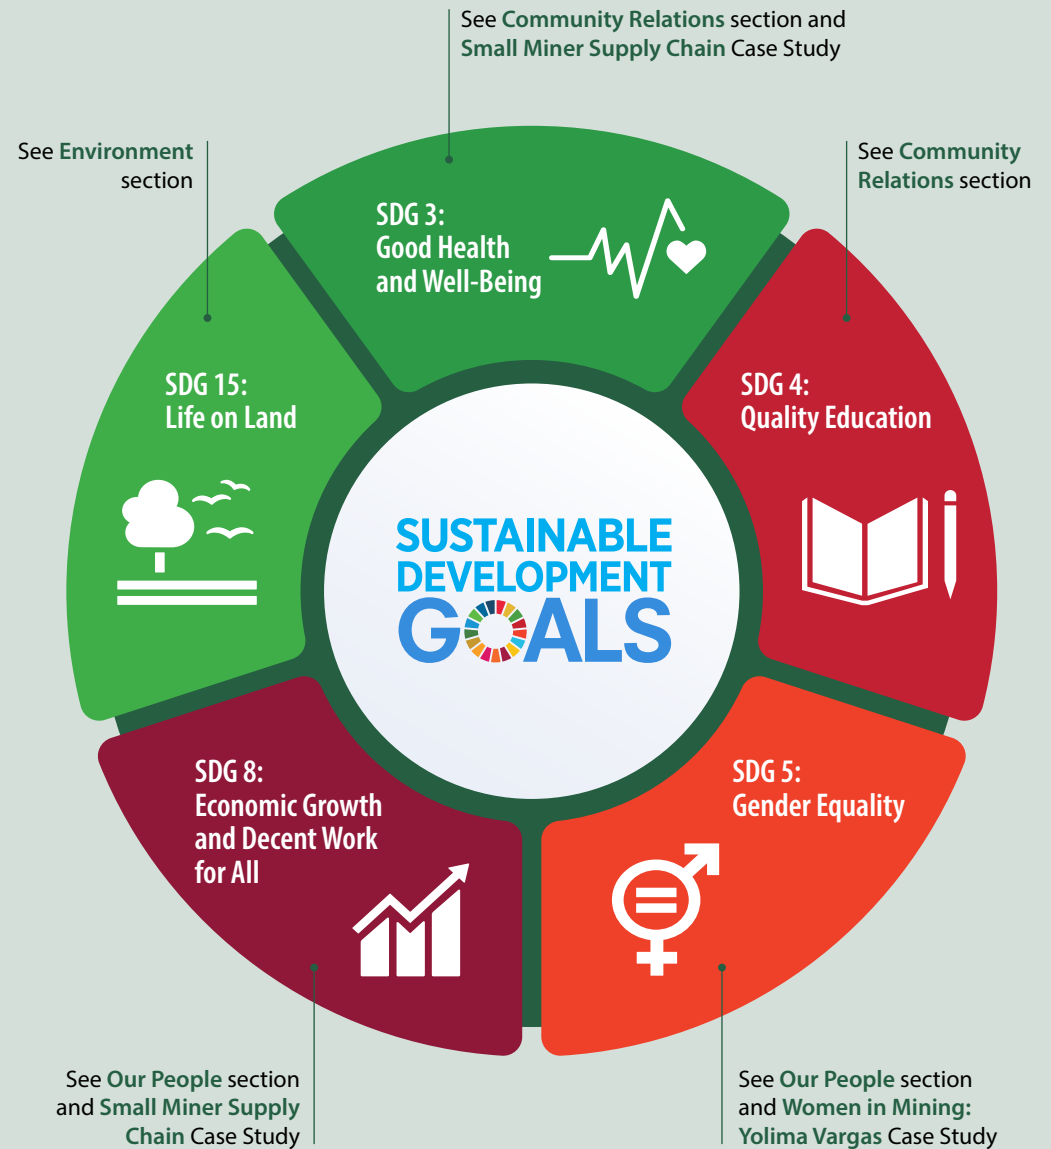 See Community Relations section and
Small Miner Supply Chain Case Study
See Environment
section
See Community
Relations section
SDG 3:
Good Health
and Well-Being
SDG 15:
Life on Land
SDG 4:
Quality Education
SUSTAINABLE
DEVELOPMENT
GOALS
SDG 8:
Economic Growth
and Decent Work
for All
SDG 5:
Gender Equality
See Our People section
and Small Miner Supply
Chain Case Study
See Our People section
and Women in Mining:
Yolima Vargas Case Study